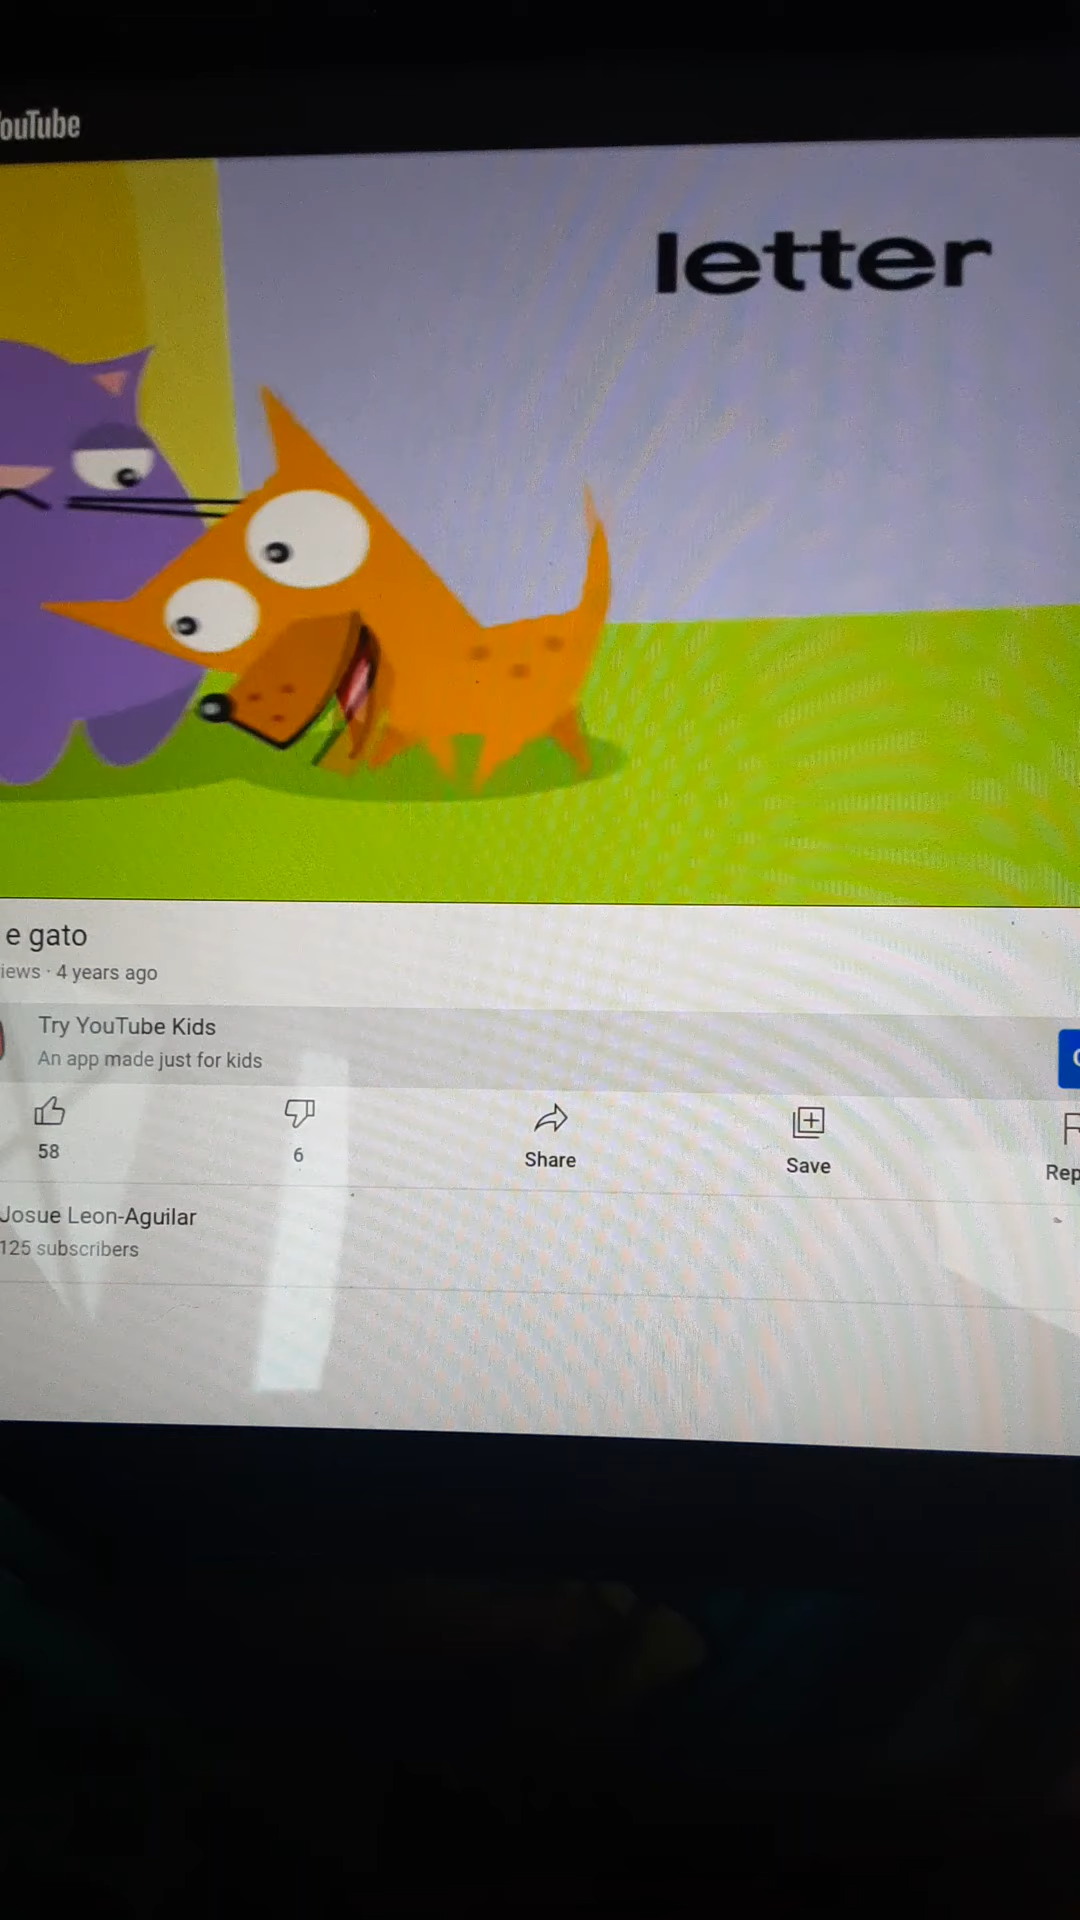 ouTube
letter
e gato
iews · 4 years ago
Try YouTube Kids
An app made just for kids
58
6
Share
Save
Rep
Josue Leon-Aguilar
125 subscribers